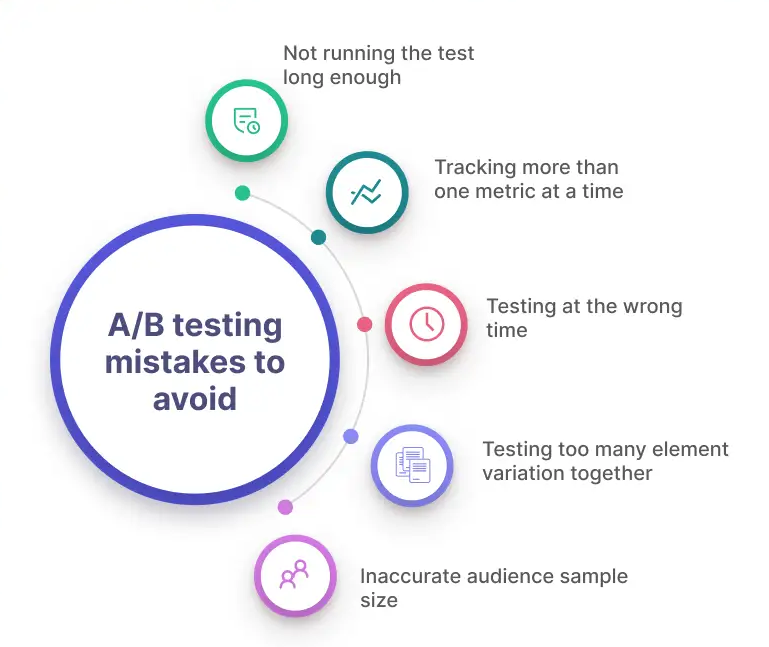 Not running the test
long enough
Tracking more than
one metric at a time
A/B testing
mistakes to
avoid
Testing at the wrong
time
Testing too many element
variation together
Inaccurate audience sample
size